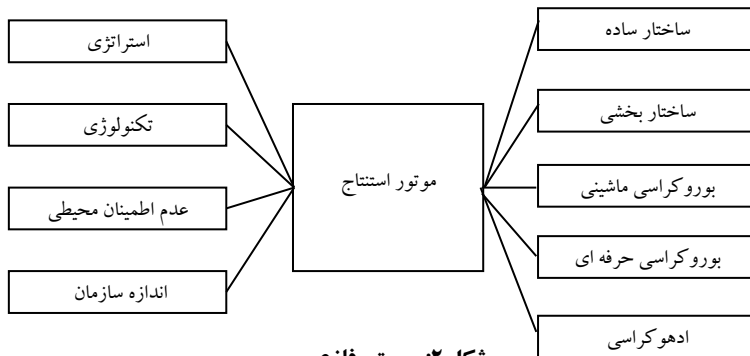 ساختار ساده
استراتژی
ساختار بخشی
تکنولوژی
موتور استنتاج
بوروکراسی ماشینی
عدم اطمینان محیطی
بوروکراسی حرفه ای
اندازه سازمان
ادهوکراسی